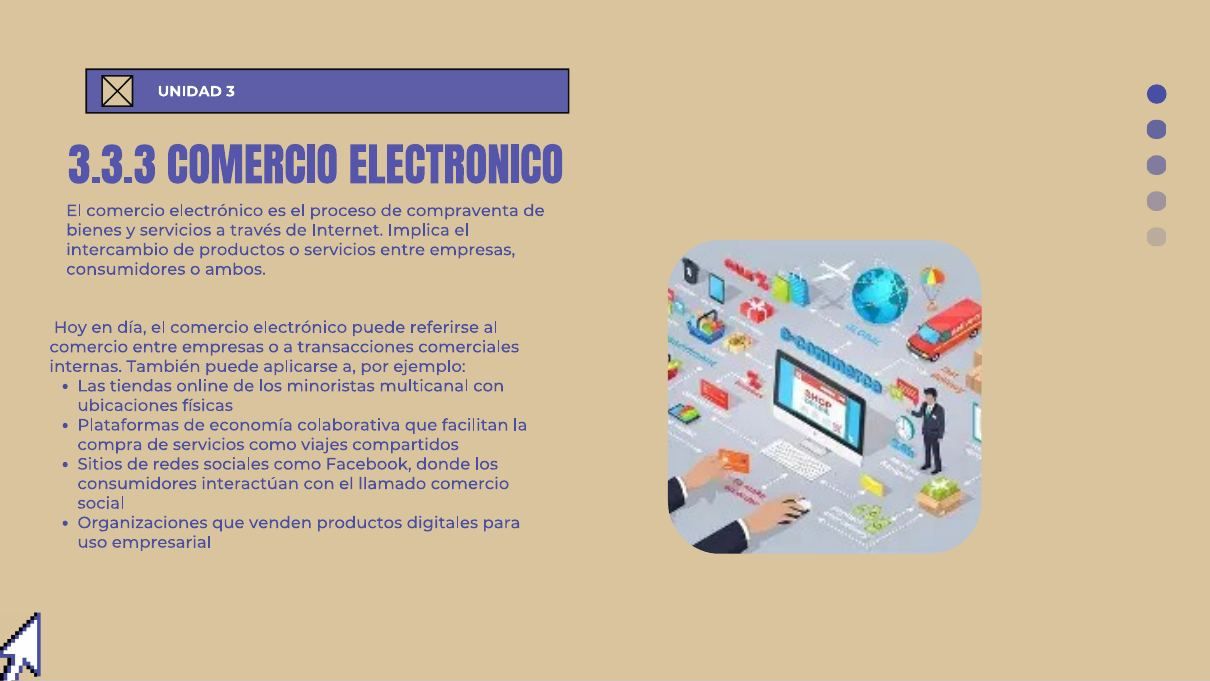 UNIDAD 3
3.3.3 COMERCIO ELECTRONICO
El comercio electrónico es el proceso de compraventa de
bienes y servicios a través de Internet. Implica el
intercambio de productos o servicios entre empresas,
consumidores o ambos.
Hoy en día, el comercio electrónico puede referirse al
comercio entre empresas o a transacciones comerciales
internas. También puede aplicarse a, por ejemplo:
• Las tiendas online de los minoristas multicanal con
ubicaciones físicas
• Plataformas de economía colaborativa que facilitan la
compra de servicios como viajes compartidos
• Sitios de redes sociales como Facebook, donde los
consumidores interactúan con el llamado comercio
social
• Organizaciones que venden productos digitales para
uso empresarial
e-commerce
SHOP